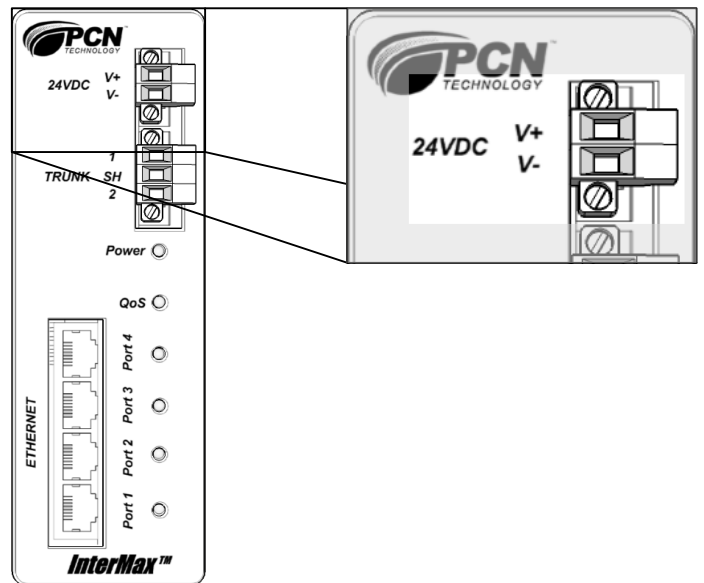 PCN™
TECHNOLOGY
24VDC V+
V-
1
TRUNK SH
2
Power
QoS
Port 4
Port 3
Port 2
Port 1
ETHERNET
InterMax™
PCN
TECHNOLOGY
24VDC V+
V-